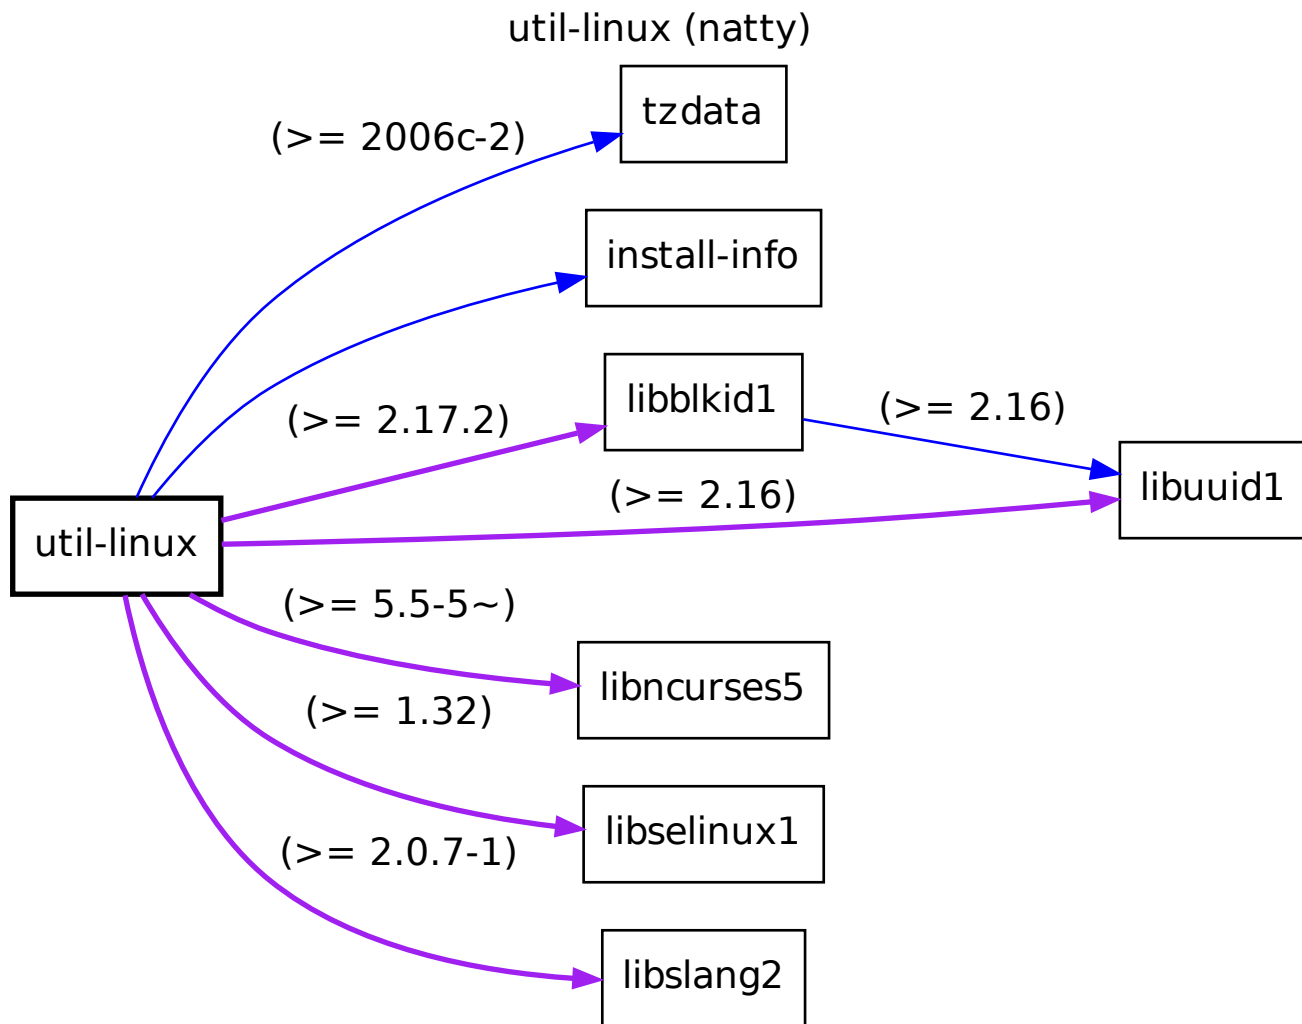 util-linux (natty)
tzdata
(>= 2006c-2)
install-info
libblkid1
(>= 2.17.2)
(>= 2.16)
libuuid1
(>= 2.16)
util-linux
(>= 5.5-5~)
libncurses5
(>= 1.32)
libselinux1
(>= 2.0.7-1)
libslang2